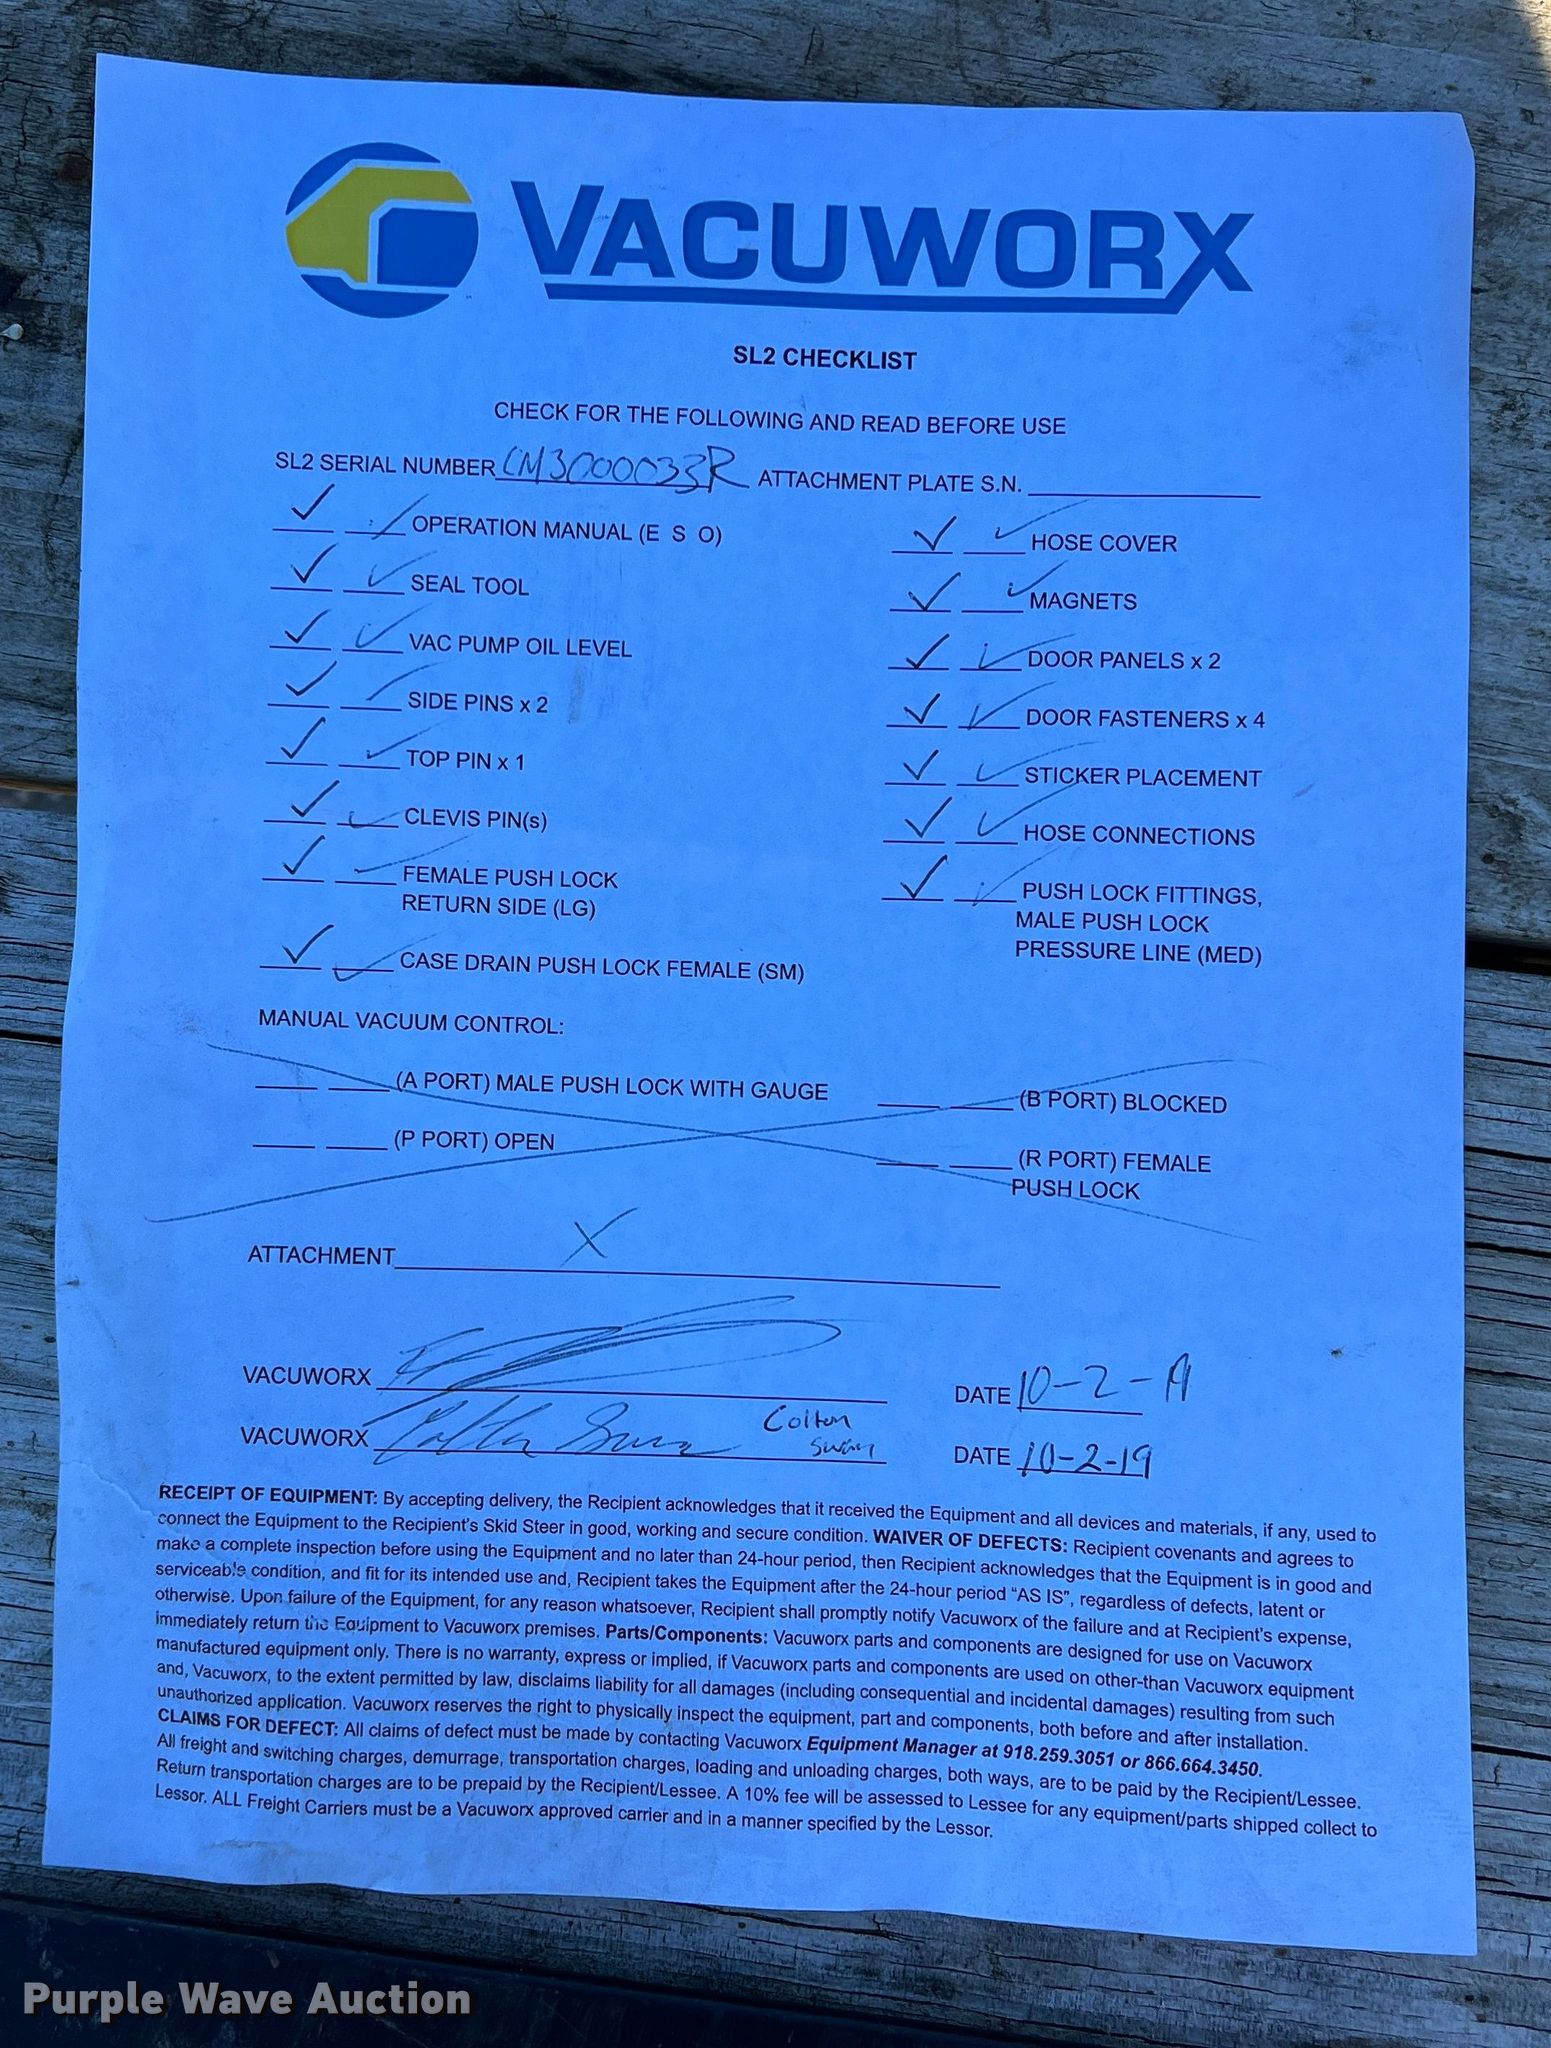 VACUWORX
SL2 CHECKLIST
CHECK FOR THE FOLLOWING AND READ BEFORE USE
SL2 SERIAL NUMBER CM3000033R ATTACHMENT PLATE S.N.
OPERATION MANUAL (E S O)
HOSE COVER
SEAL TOOL
MAGNETS
VAC PUMP OIL LEVEL
DOOR PANELS x 2
SIDE PINS x 2
DOOR FASTENERS x 4
TOP PIN x 1
STICKER PLACEMENT
CLEVIS PIN(s)
HOSE CONNECTIONS
FEMALE PUSH LOCK
RETURN SIDE (LG)
PUSH LOCK FITTINGS,
MALE PUSH LOCK
PRESSURE LINE (MED)
CASE DRAIN PUSH LOCK FEMALE (SM)
MANUAL VACUUM CONTROL:
(A PORT) MALE PUSH LOCK WITH GAUGE
(B PORT) BLOCKED
(P PORT) OPEN
(R PORT) FEMALE
PUSH LOCK
ATTACHMENT X
VACUWORX DATE 10-2-19
VACUWORX Colton Swan DATE 10-2-19
RECEIPT OF EQUIPMENT: By accepting delivery, the Recipient acknowledges that it received the Equipment and all devices and materials, if any, used to
connect the Equipment to the Recipient's Skid Steer in good, working and secure condition. WAIVER OF DEFECTS: Recipient covenants and agrees to
make a complete inspection before using the Equipment and no later than 24-hour period, then Recipient acknowledges that the Equipment is in good and
serviceable condition, and fit for its intended use and, Recipient takes the Equipment after the 24-hour period "AS IS", regardless of defects, latent or
otherwise. Upon failure of the Equipment, for any reason whatsoever, Recipient shall promptly notify Vacuworx of the failure and at Recipient's expense,
immediately return the Equipment to Vacuworx premises. Parts/Components: Vacuworx parts and components are designed for use on Vacuworx
manufactured equipment only. There is no warranty, express or implied, if Vacuworx parts and components are used on other-than Vacuworx equipment
and, Vacuworx, to the extent permitted by law, disclaims liability for all damages (including consequential and incidental damages) resulting from such
unauthorized application. Vacuworx reserves the right to physically inspect the equipment, part and components, both before and after installation.
CLAIMS FOR DEFECT: All claims of defect must be made by contacting Vacuworx Equipment Manager at 918.259.3051 or 866.664.3450.
All freight and switching charges, demurrage, transportation charges, loading and unloading charges, both ways, are to be paid by the Recipient/Lessee.
Return transportation charges are to be prepaid by the Recipient/Lessee. A 10% fee will be assessed to Lessee for any equipment/parts shipped collect to
Lessor. ALL Freight Carriers must be a Vacuworx approved carrier and in a manner specified by the Lessor.
Purple Wave Auction